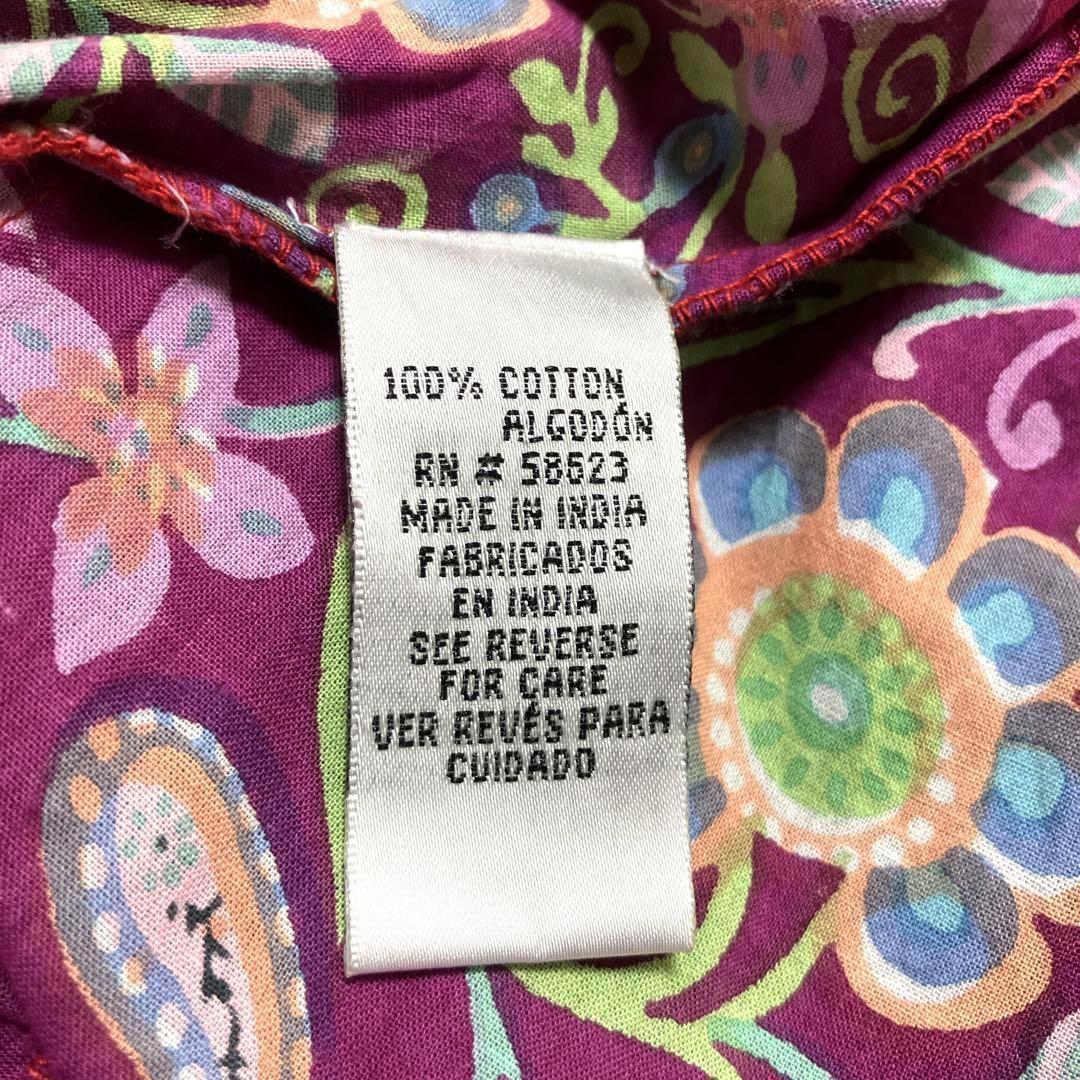 100% COTTON
ALGODÓN
RN # 58623
MADE IN INDIA
FABRICADOS
EN INDIA
SEE REVERSE
FOR CARE
VER REVÉS PARA
CUIDADO